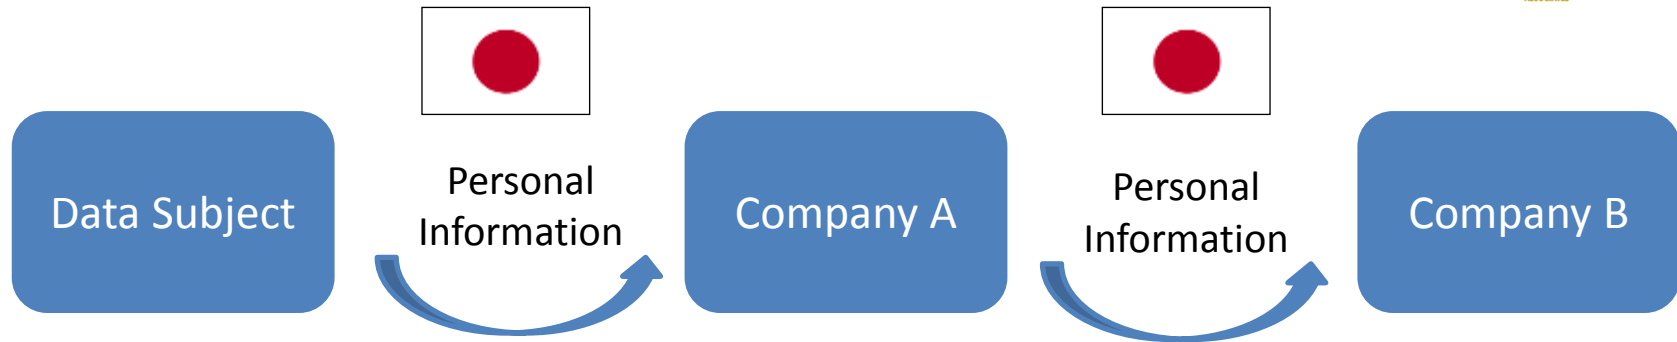 Data Subject
Personal
Information
Company A
Personal
Information
Company B